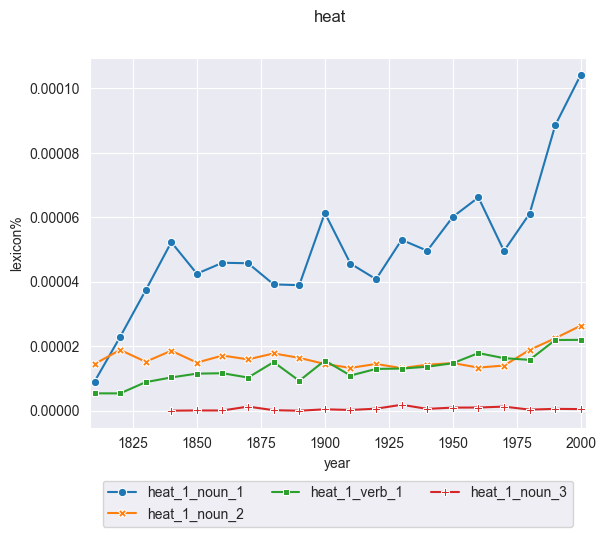 heat
0.00010
0.00008
0.00006
0.00004
0.00002
0.00000
lexicon%
1825 1850 1875 1900 1925 1950 1975 2000
year
heat_1_noun_1 heat_1_verb_1 heat_1_noun_3
heat_1_noun_2